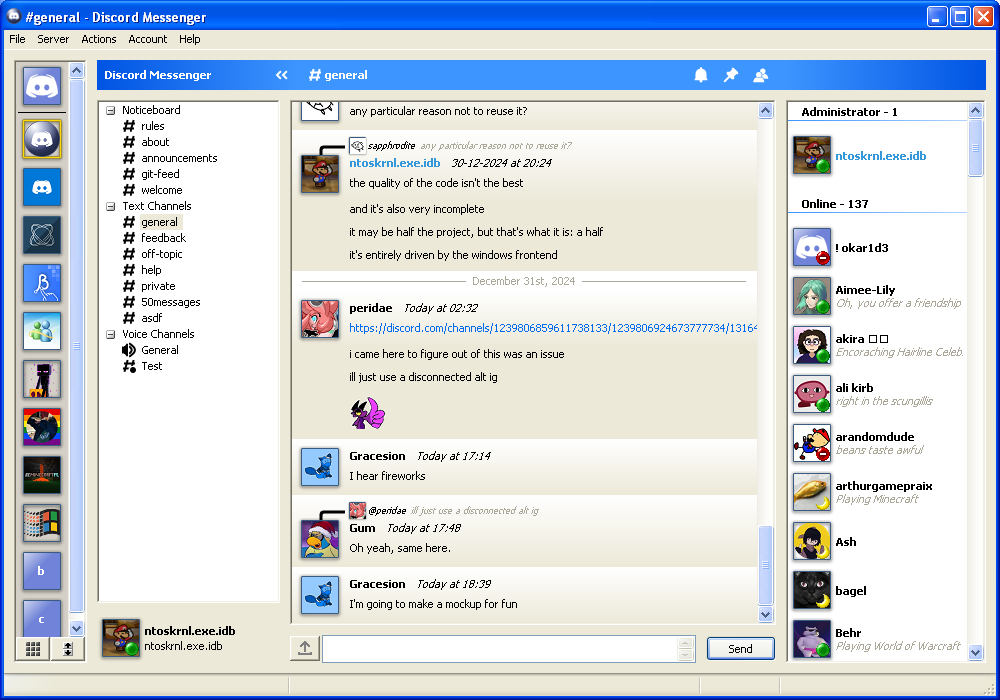 #general - Discord Messenger
File Server Actions Account Help
Discord Messenger
# general
Noticeboard
# rules
# about
# announcements
# git-feed
# welcome
Text Channels
# general
# feedback
# off-topic
# help
# private
# 50messages
# asdf
Voice Channels
General
Test
b
c
ntoskrnl.exe.idb
ntoskrnl.exe.idb
any particular reason not to reuse it?
sapphrodite any particular reason not to reuse it?
ntoskrnl.exe.idb 30-12-2024 at 20:24
the quality of the code isn't the best
and it's also very incomplete
it may be half the project, but that's what it is: a half
it's entirely driven by the windows frontend
December 31st, 2024
peridae Today at 02:32
https://discord.com/channels/1239806859611738133/1239806924673777734/13164
i came here to figure out of this was an issue
ill just use a disconnected alt ig
Gracesion Today at 17:14
I hear fireworks
@peridae ill just use a disconnected alt ig
Gum Today at 17:48
Oh yeah, same here.
Gracesion Today at 18:39
I'm going to make a mockup for fun
Send
Administrator - 1
ntoskrnl.exe.idb
Online - 137
! okar1d3
Aimee-Lily
Oh, you offer a friendship
akira
Encoraching Hairline Celeb.
ali kirb
right in the scungillis
arandomdude
beans taste awful
arthurgamepraix
Playing Minecraft
Ash
bagel
Behr
Playing World of Warcraft